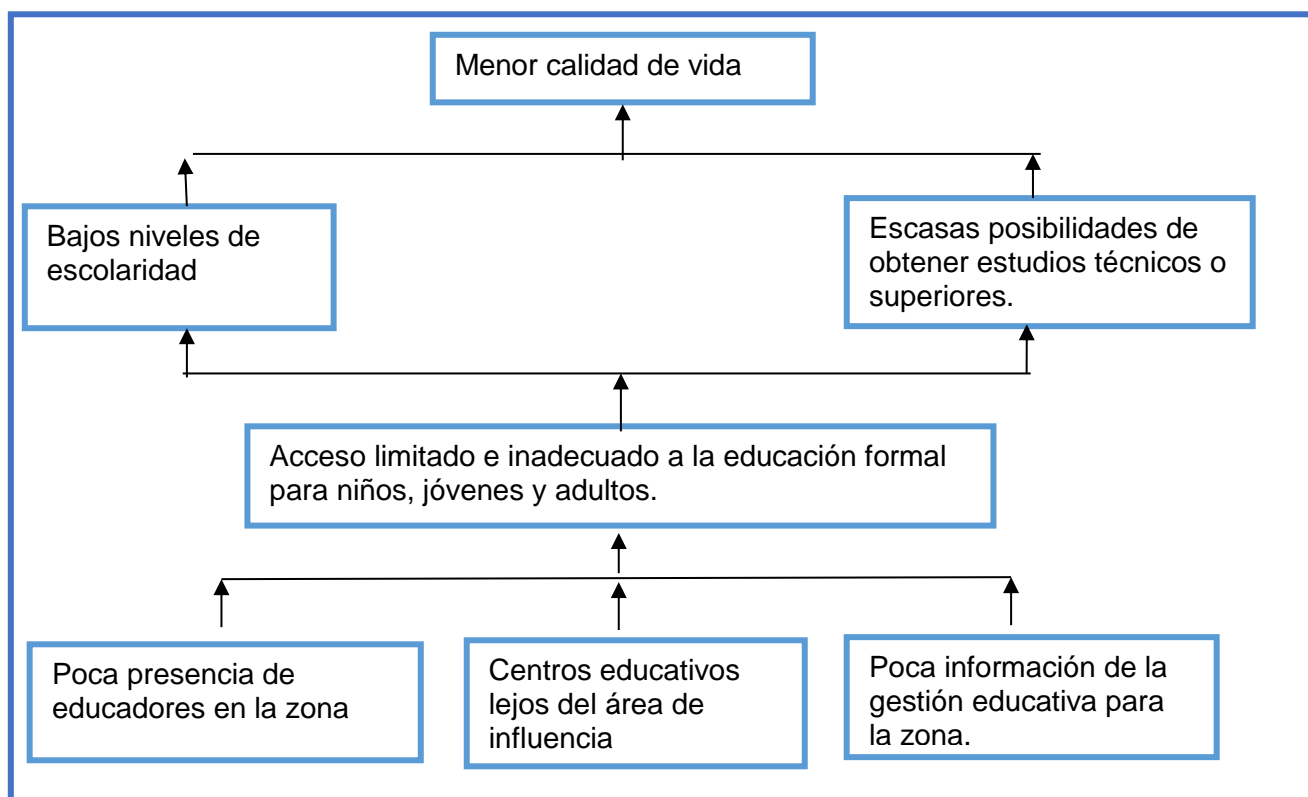 Menor calidad de vida
Bajos niveles de
escolaridad
Escasas posibilidades de
obtener estudios técnicos o
superiores.
Acceso limitado e inadecuado a la educación formal
para niños, jóvenes y adultos.
Poca presencia de
educadores en la zona
Centros educativos
lejos del área de
influencia
Poca información de la
gestión educativa para
la zona.